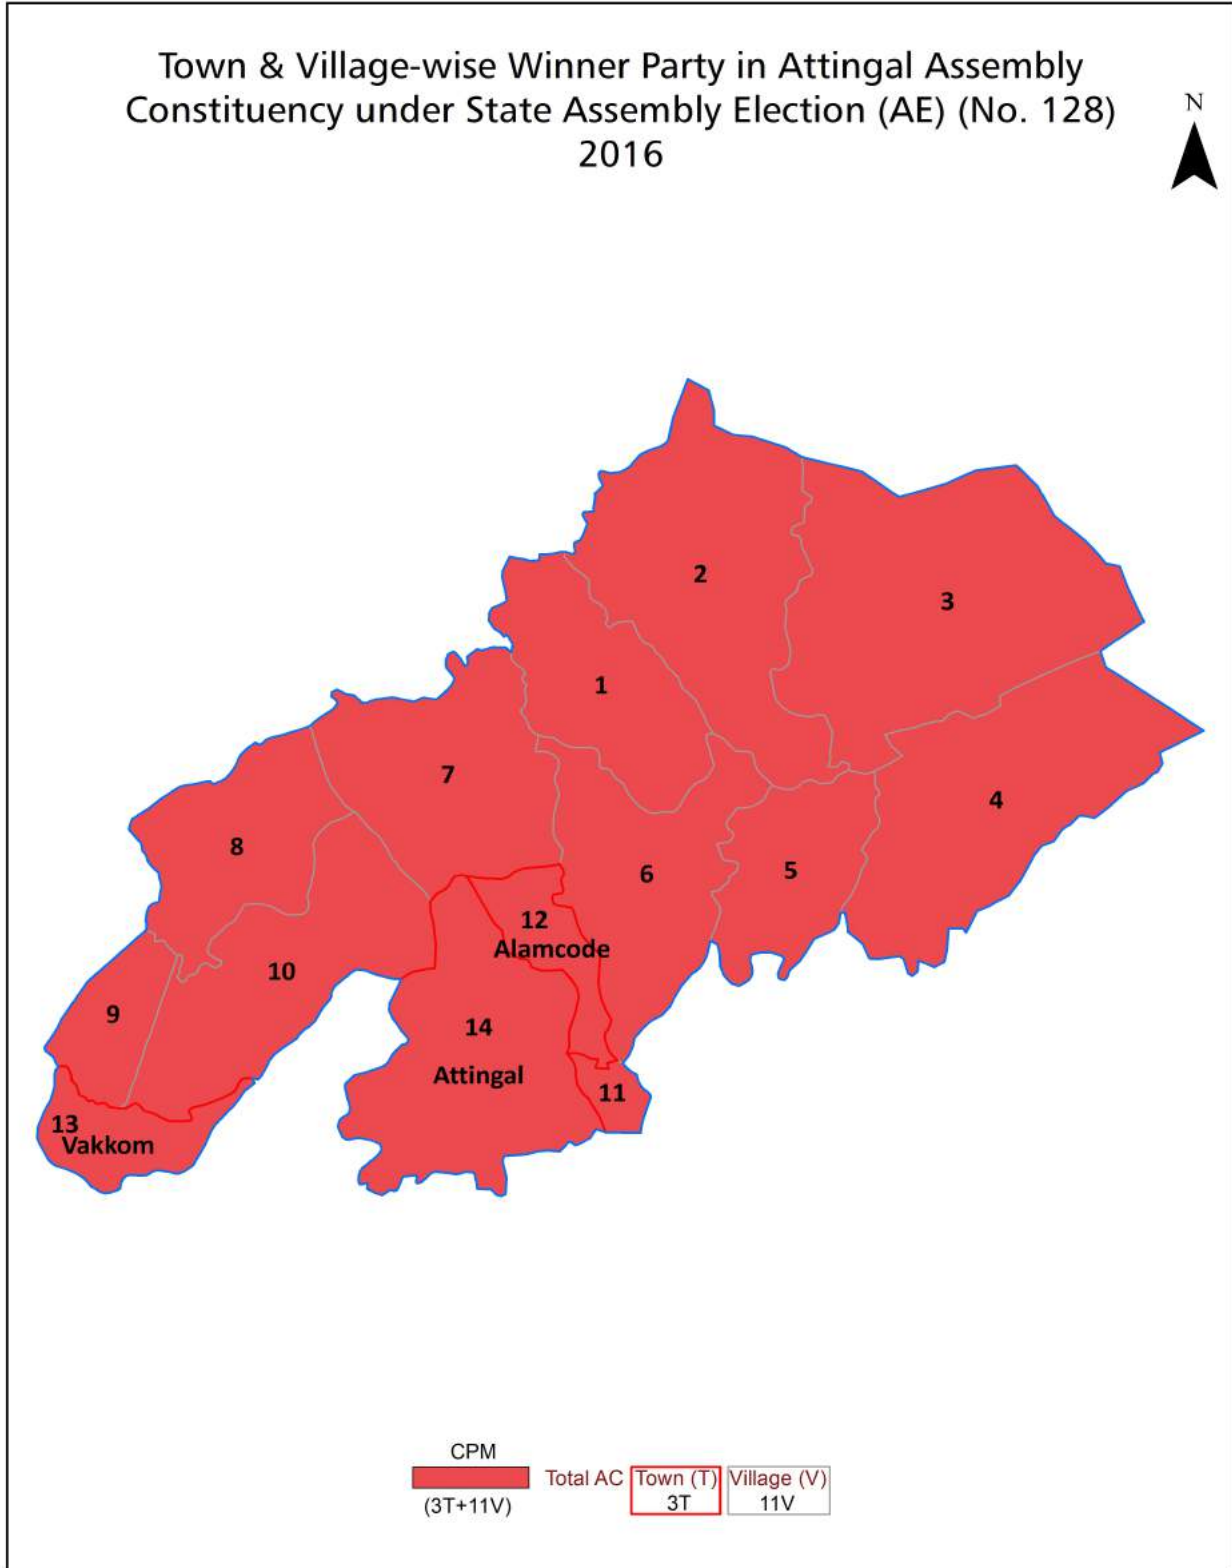 Town & Village-wise Winner Party in Attingal Assembly
Constituency under State Assembly Election (AE) (No. 128)
2016
N
2
3
1
7
4
8
5
6
12
Alamcode
10
9
14
Attingal
11
13
Vakkom
CPM
Total AC Town (T) Village (V)
(3T+11V) 3T 11V